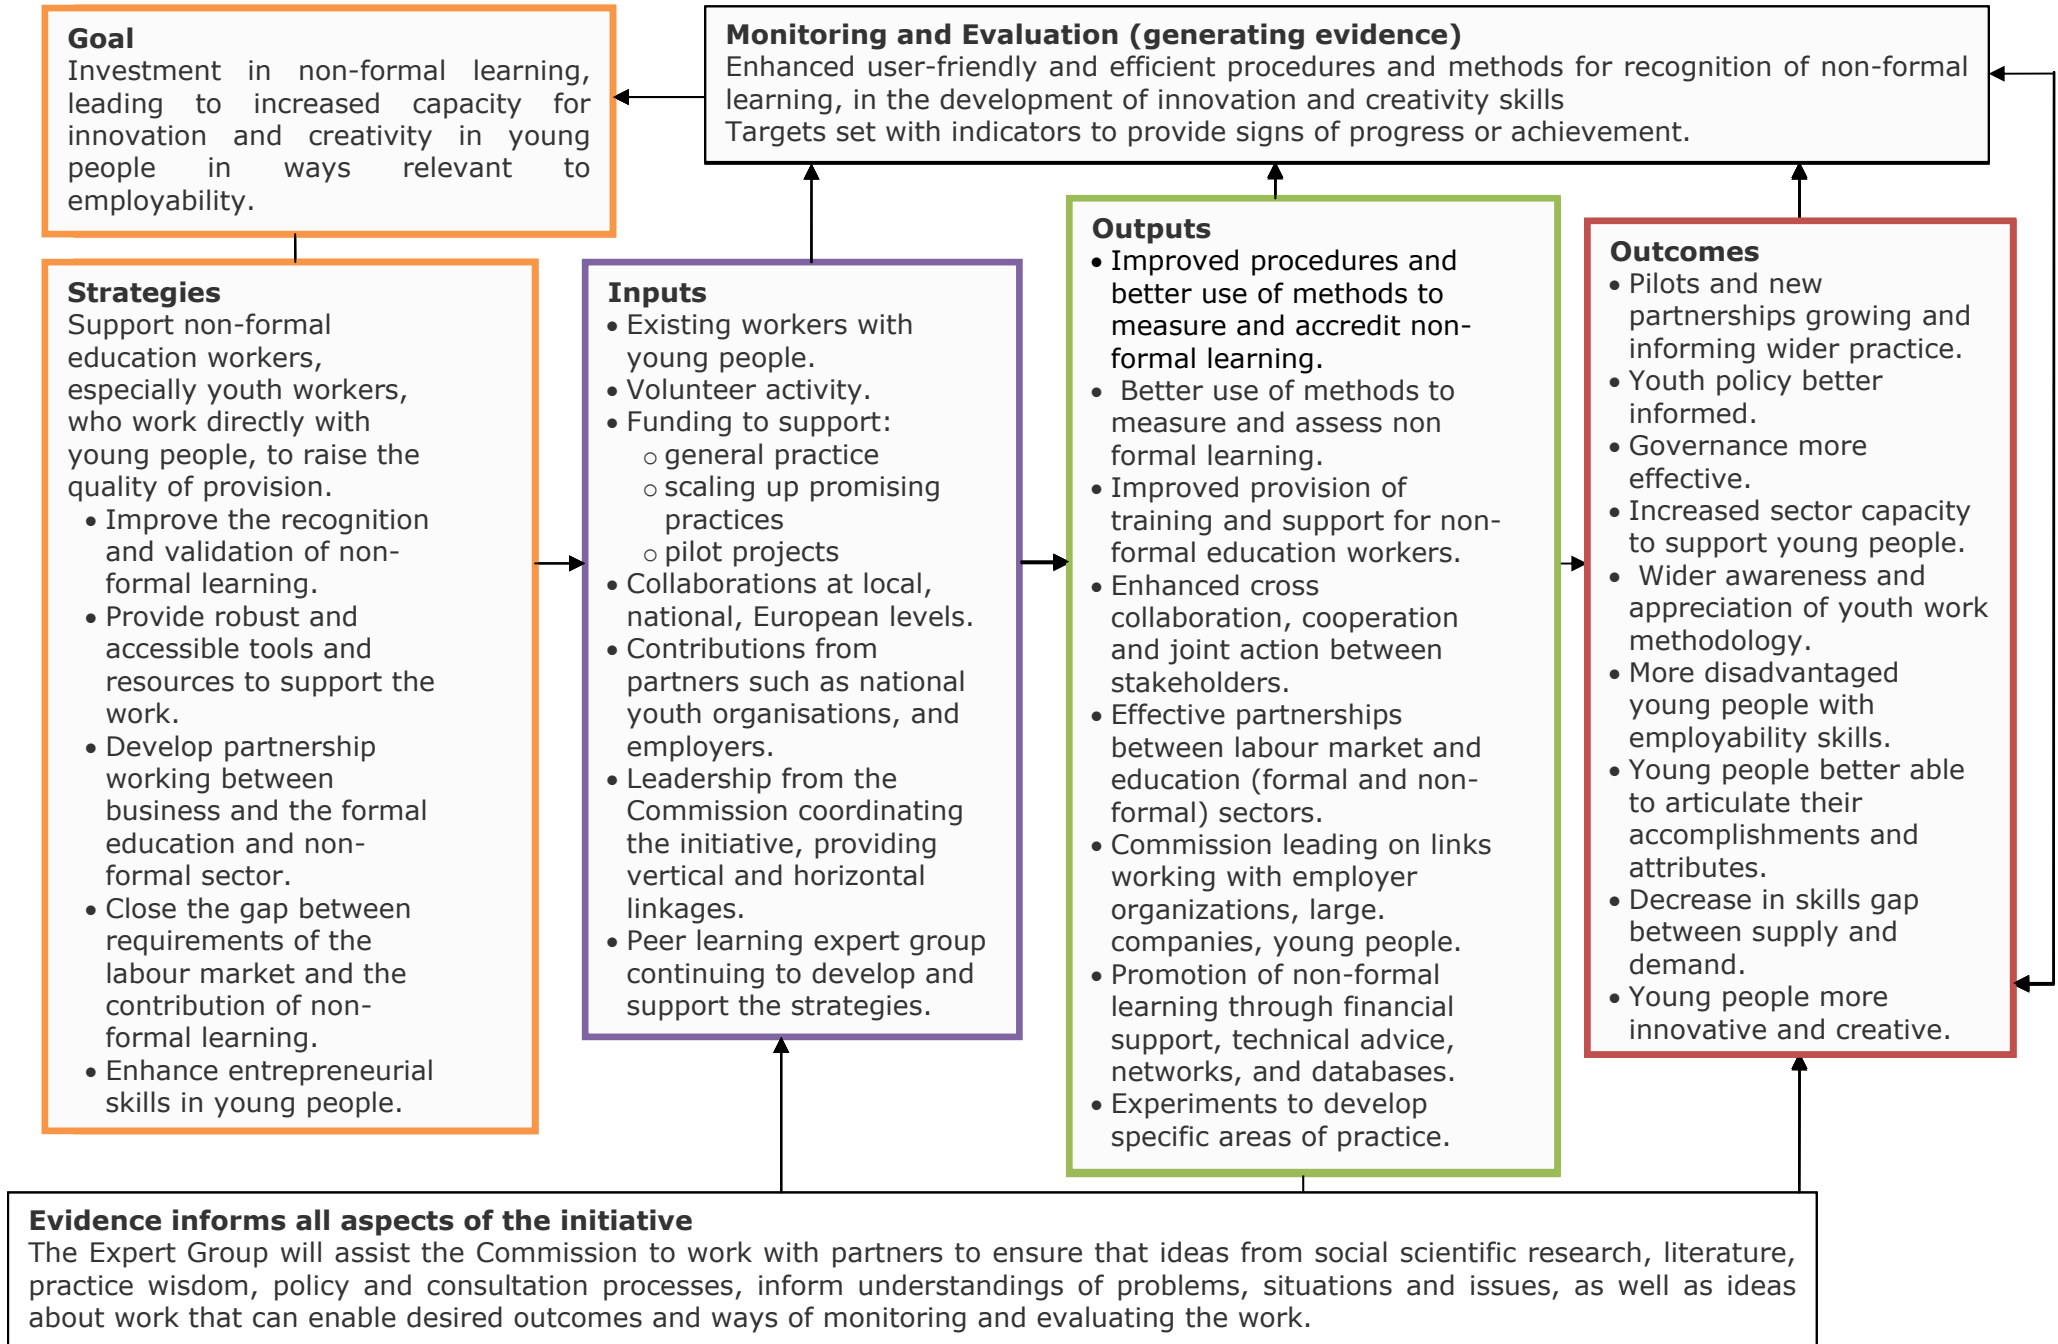 Goal
Investment in non-formal learning,
leading to increased capacity for
innovation and creativity in young
people in ways relevant to
employability.
Monitoring and Evaluation (generating evidence)
Enhanced user-friendly and efficient procedures and methods for recognition of non-formal
learning, in the development of innovation and creativity skills
Targets set with indicators to provide signs of progress or achievement.
Strategies
Support non-formal
education workers,
especially youth workers,
who work directly with
young people, to raise the
quality of provision.
• Improve the recognition
and validation of non-
formal learning.
• Provide robust and
accessible tools and
resources to support the
work.
• Develop partnership
working between
business and the formal
education and non-
formal sector.
• Close the gap between
requirements of the
labour market and the
contribution of non-
formal learning.
• Enhance entrepreneurial
skills in young people.
Inputs
• Existing workers with
young people.
• Volunteer activity.
• Funding to support:
o general practice
o scaling up promising
practices
o pilot projects
• Collaborations at local,
national, European levels.
• Contributions from
partners such as national
youth organisations, and
employers.
• Leadership from the
Commission coordinating
the initiative, providing
vertical and horizontal
linkages.
• Peer learning expert group
continuing to develop and
support the strategies.
Outputs
• Improved procedures and
better use of methods to
measure and accredit non-
formal learning.
• Better use of methods to
measure and assess non
formal learning.
• Improved provision of
training and support for non-
formal education workers.
• Enhanced cross
collaboration, cooperation
and joint action between
stakeholders.
• Effective partnerships
between labour market and
education (formal and non-
formal) sectors.
• Commission leading on links
working with employer
organizations, large.
companies, young people.
• Promotion of non-formal
learning through financial
support, technical advice,
networks, and databases.
• Experiments to develop
specific areas of practice.
Outcomes
• Pilots and new
partnerships growing and
informing wider practice.
• Youth policy better
informed.
• Governance more
effective.
• Increased sector capacity
to support young people.
• Wider awareness and
appreciation of youth work
methodology.
• More disadvantaged
young people with
employability skills.
• Young people better able
to articulate their
accomplishments and
attributes.
• Decrease in skills gap
between supply and
demand.
• Young people more
innovative and creative.
Evidence informs all aspects of the initiative
The Expert Group will assist the Commission to work with partners to ensure that ideas from social scientific research, literature,
practice wisdom, policy and consultation processes, inform understandings of problems, situations and issues, as well as ideas
about work that can enable desired outcomes and ways of monitoring and evaluating the work.